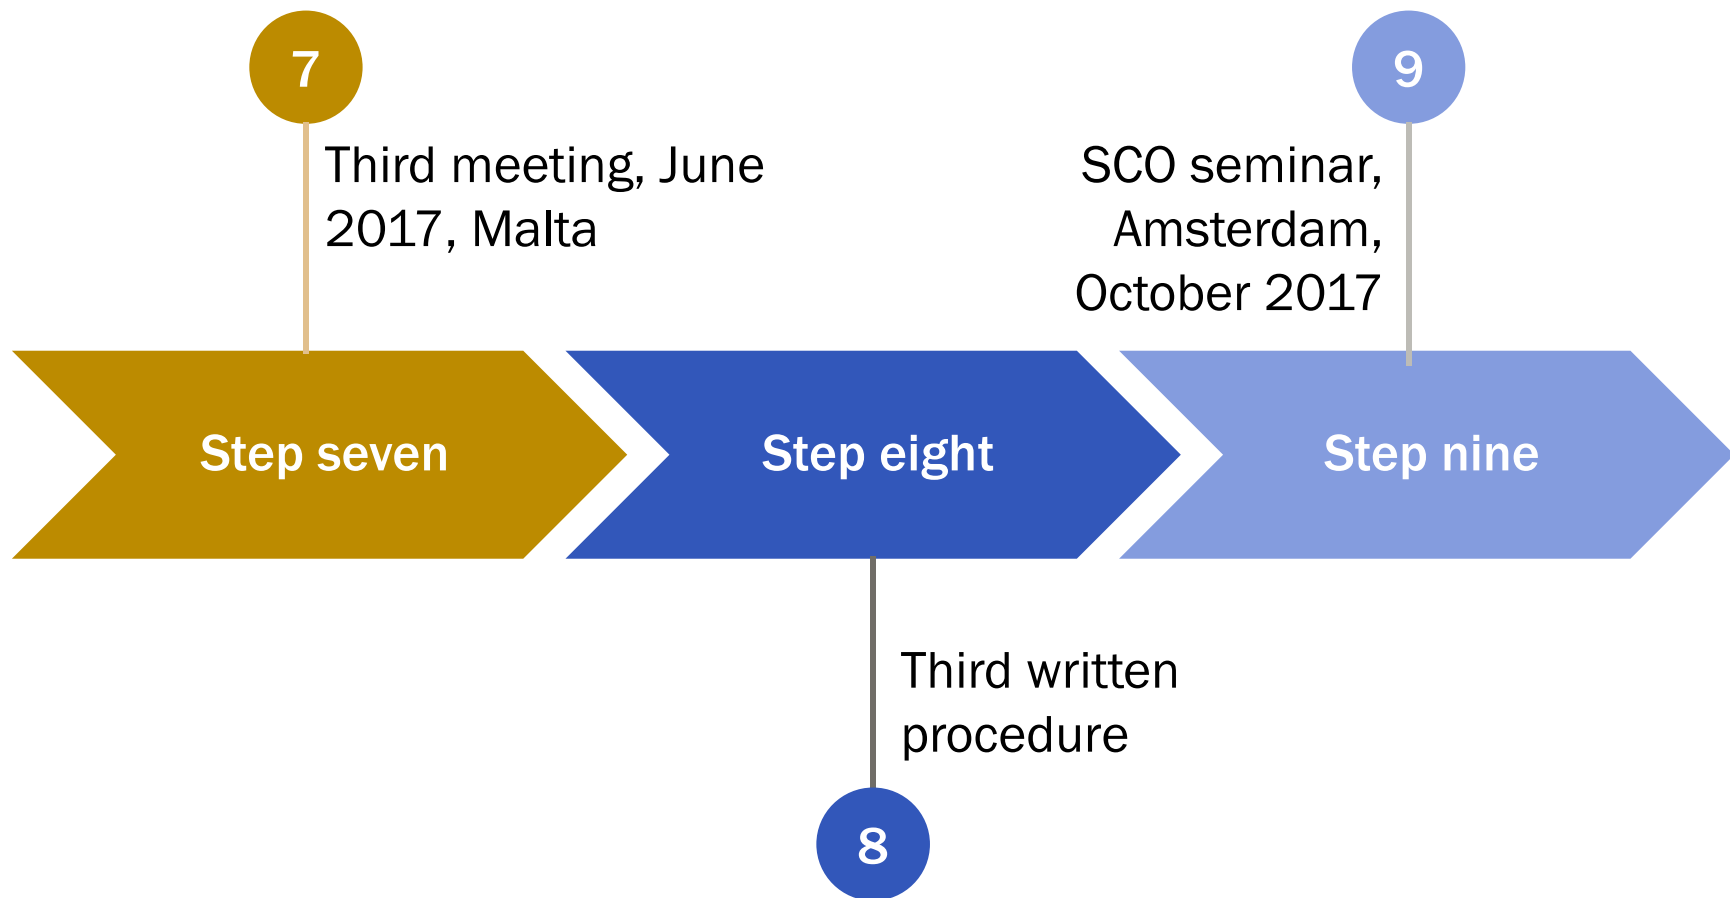 7
Third meeting, June
2017, Malta
9
SCO seminar,
Amsterdam,
October 2017
Step seven
Step eight
Step nine
Third written
procedure
8